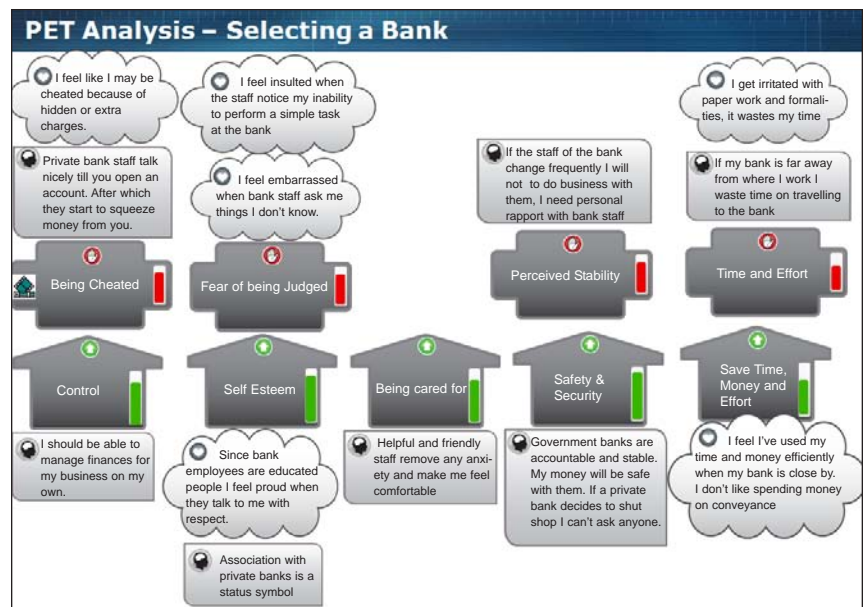 PET Analysis – Selecting a Bank
I feel like I may be
cheated because of
hidden or extra
charges.
I feel insulted when
the staff notice my inability
to perform a simple task
at the bank
I get irritated with
paper work and formali-
ties, it wastes my time
Private bank staff talk
nicely till you open an
account. After which
they start to squeeze
money from you.
I feel embarrassed
when bank staff ask me
things I don't know.
If the staff of the bank
change frequently I will
not to do business with
them, I need personal
rapport with bank staff
If my bank is far away
from where I work I
waste time on travelling
to the bank
Being Cheated
Fear of being Judged
Perceived Stability
Time and Effort
Control
Self Esteem
Being cared for
Safety &
Security
Save Time,
Money and
Effort
I should be able to
manage finances for
my business on my
own.
Since bank
employees are educated
people I feel proud when
they talk to me with
respect.
Association with
private banks is a
status symbol
Helpful and friendly
staff remove any anxi-
ety and make me feel
comfortable
Government banks are
accountable and stable.
My money will be safe
with them. If a private
bank decides to shut
shop I can't ask anyone.
I feel I've used my
time and money efficiently
when my bank is close by.
I don't like spending money
on conveyance